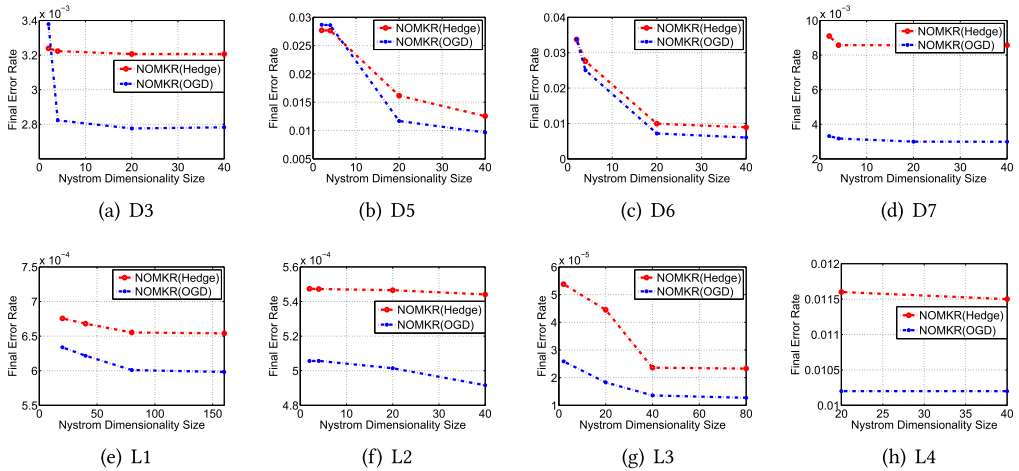 x 10⁻³
3.4
3.2
3
2.8
0 10 20 30 40
Final Error Rate
Nystrom Dimensionality Size
NOMKR(Hedge)
NOMKR(OGD)
(a) D3
0.03
0.025
0.02
0.015
0.01
0.005
0 10 20 30 40
Final Error Rate
Nystrom Dimensionality Size
NOMKR(Hedge)
NOMKR(OGD)
(b) D5
0.04
0.03
0.02
0.01
0
0 10 20 30 40
Final Error Rate
Nystrom Dimensionality Size
NOMKR(Hedge)
NOMKR(OGD)
(c) D6
x 10⁻³
10
8
6
4
2
0 10 20 30 40
Final Error Rate
Nystrom Dimensionality Size
NOMKR(Hedge)
NOMKR(OGD)
(d) D7
x 10⁻⁴
7.5
7
6.5
6
5.5
0 50 100 150
Final Error Rate
Nystrom Dimensionality Size
NOMKR(Hedge)
NOMKR(OGD)
(e) L1
x 10⁻⁴
5.6
5.4
5.2
5
4.8
0 10 20 30 40
Final Error Rate
Nystrom Dimensionality Size
NOMKR(Hedge)
NOMKR(OGD)
(f) L2
x 10⁻⁵
6
5
4
3
2
1
0 20 40 60 80
Final Error Rate
Nystrom Dimensionality Size
NOMKR(Hedge)
NOMKR(OGD)
(g) L3
0.012
0.0115
0.011
0.0105
0.01
20 25 30 35 40
Final Error Rate
Nystrom Dimensionality Size
NOMKR(Hedge)
NOMKR(OGD)
(h) L4